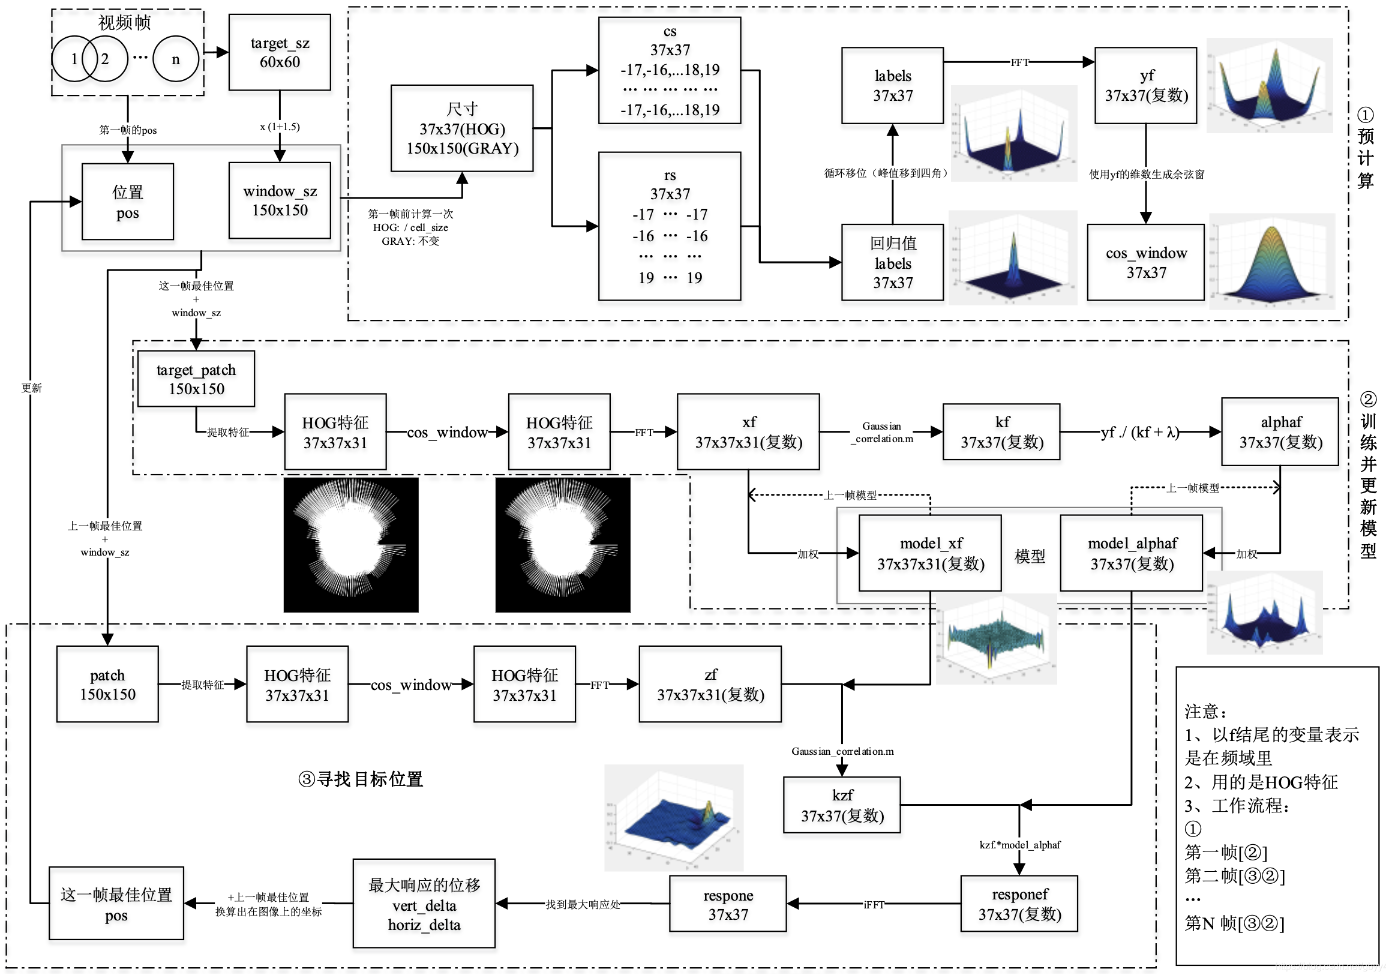 视频帧
1 2 … n
target_sz
60x60
第一帧的pos
x (1+1.5)
位置
pos
window_sz
150x150
第一帧前计算一次
HOG: / cell_size
GRAY: 不变
尺寸
37x37(HOG)
150x150(GRAY)
cs
37x37
-17,-16,...18,19
… … … … …
-17,-16,...18,19
rs
37x37
-17 … -17
-16 … -16
… … …
19 … 19
labels
37x37
循环移位（峰值移到四角）
回归值
labels
37x37
FFT
yf
37x37(复数)
使用yf的维数生成余弦窗
cos_window
37x37
①
预
计
算
这一帧最佳位置
+
window_sz
更新
target_patch
150x150
提取特征
HOG特征
37x37x31
cos_window
HOG特征
37x37x31
FFT
xf
37x37x31(复数)
Gaussian
_correlation.m
kf
37x37(复数)
yf ./ (kf + λ)
alphaf
37x37(复数)
上一帧模型
上一帧模型
加权
model_xf
37x37x31(复数)
模型
model_alphaf
37x37(复数)
加权
②
训
练
并
更
新
模
型
上一帧最佳位置
+
window_sz
patch
150x150
提取特征
HOG特征
37x37x31
cos_window
HOG特征
37x37x31
FFT
zf
37x37x31(复数)
Gaussian_correlation.m
③寻找目标位置
kzf
37x37(复数)
kzf.*model_alphaf
responef
37x37(复数)
iFFT
respone
37x37
找到最大响应处
最大响应的位移
vert_delta
horiz_delta
+上一帧最佳位置
换算出在图像上的坐标
这一帧最佳位置
pos
注意：
1、以f结尾的变量表示
是在频域里
2、用的是HOG特征
3、工作流程：
①
第一帧[②]
第二帧[③②]
…
第N 帧[③②]